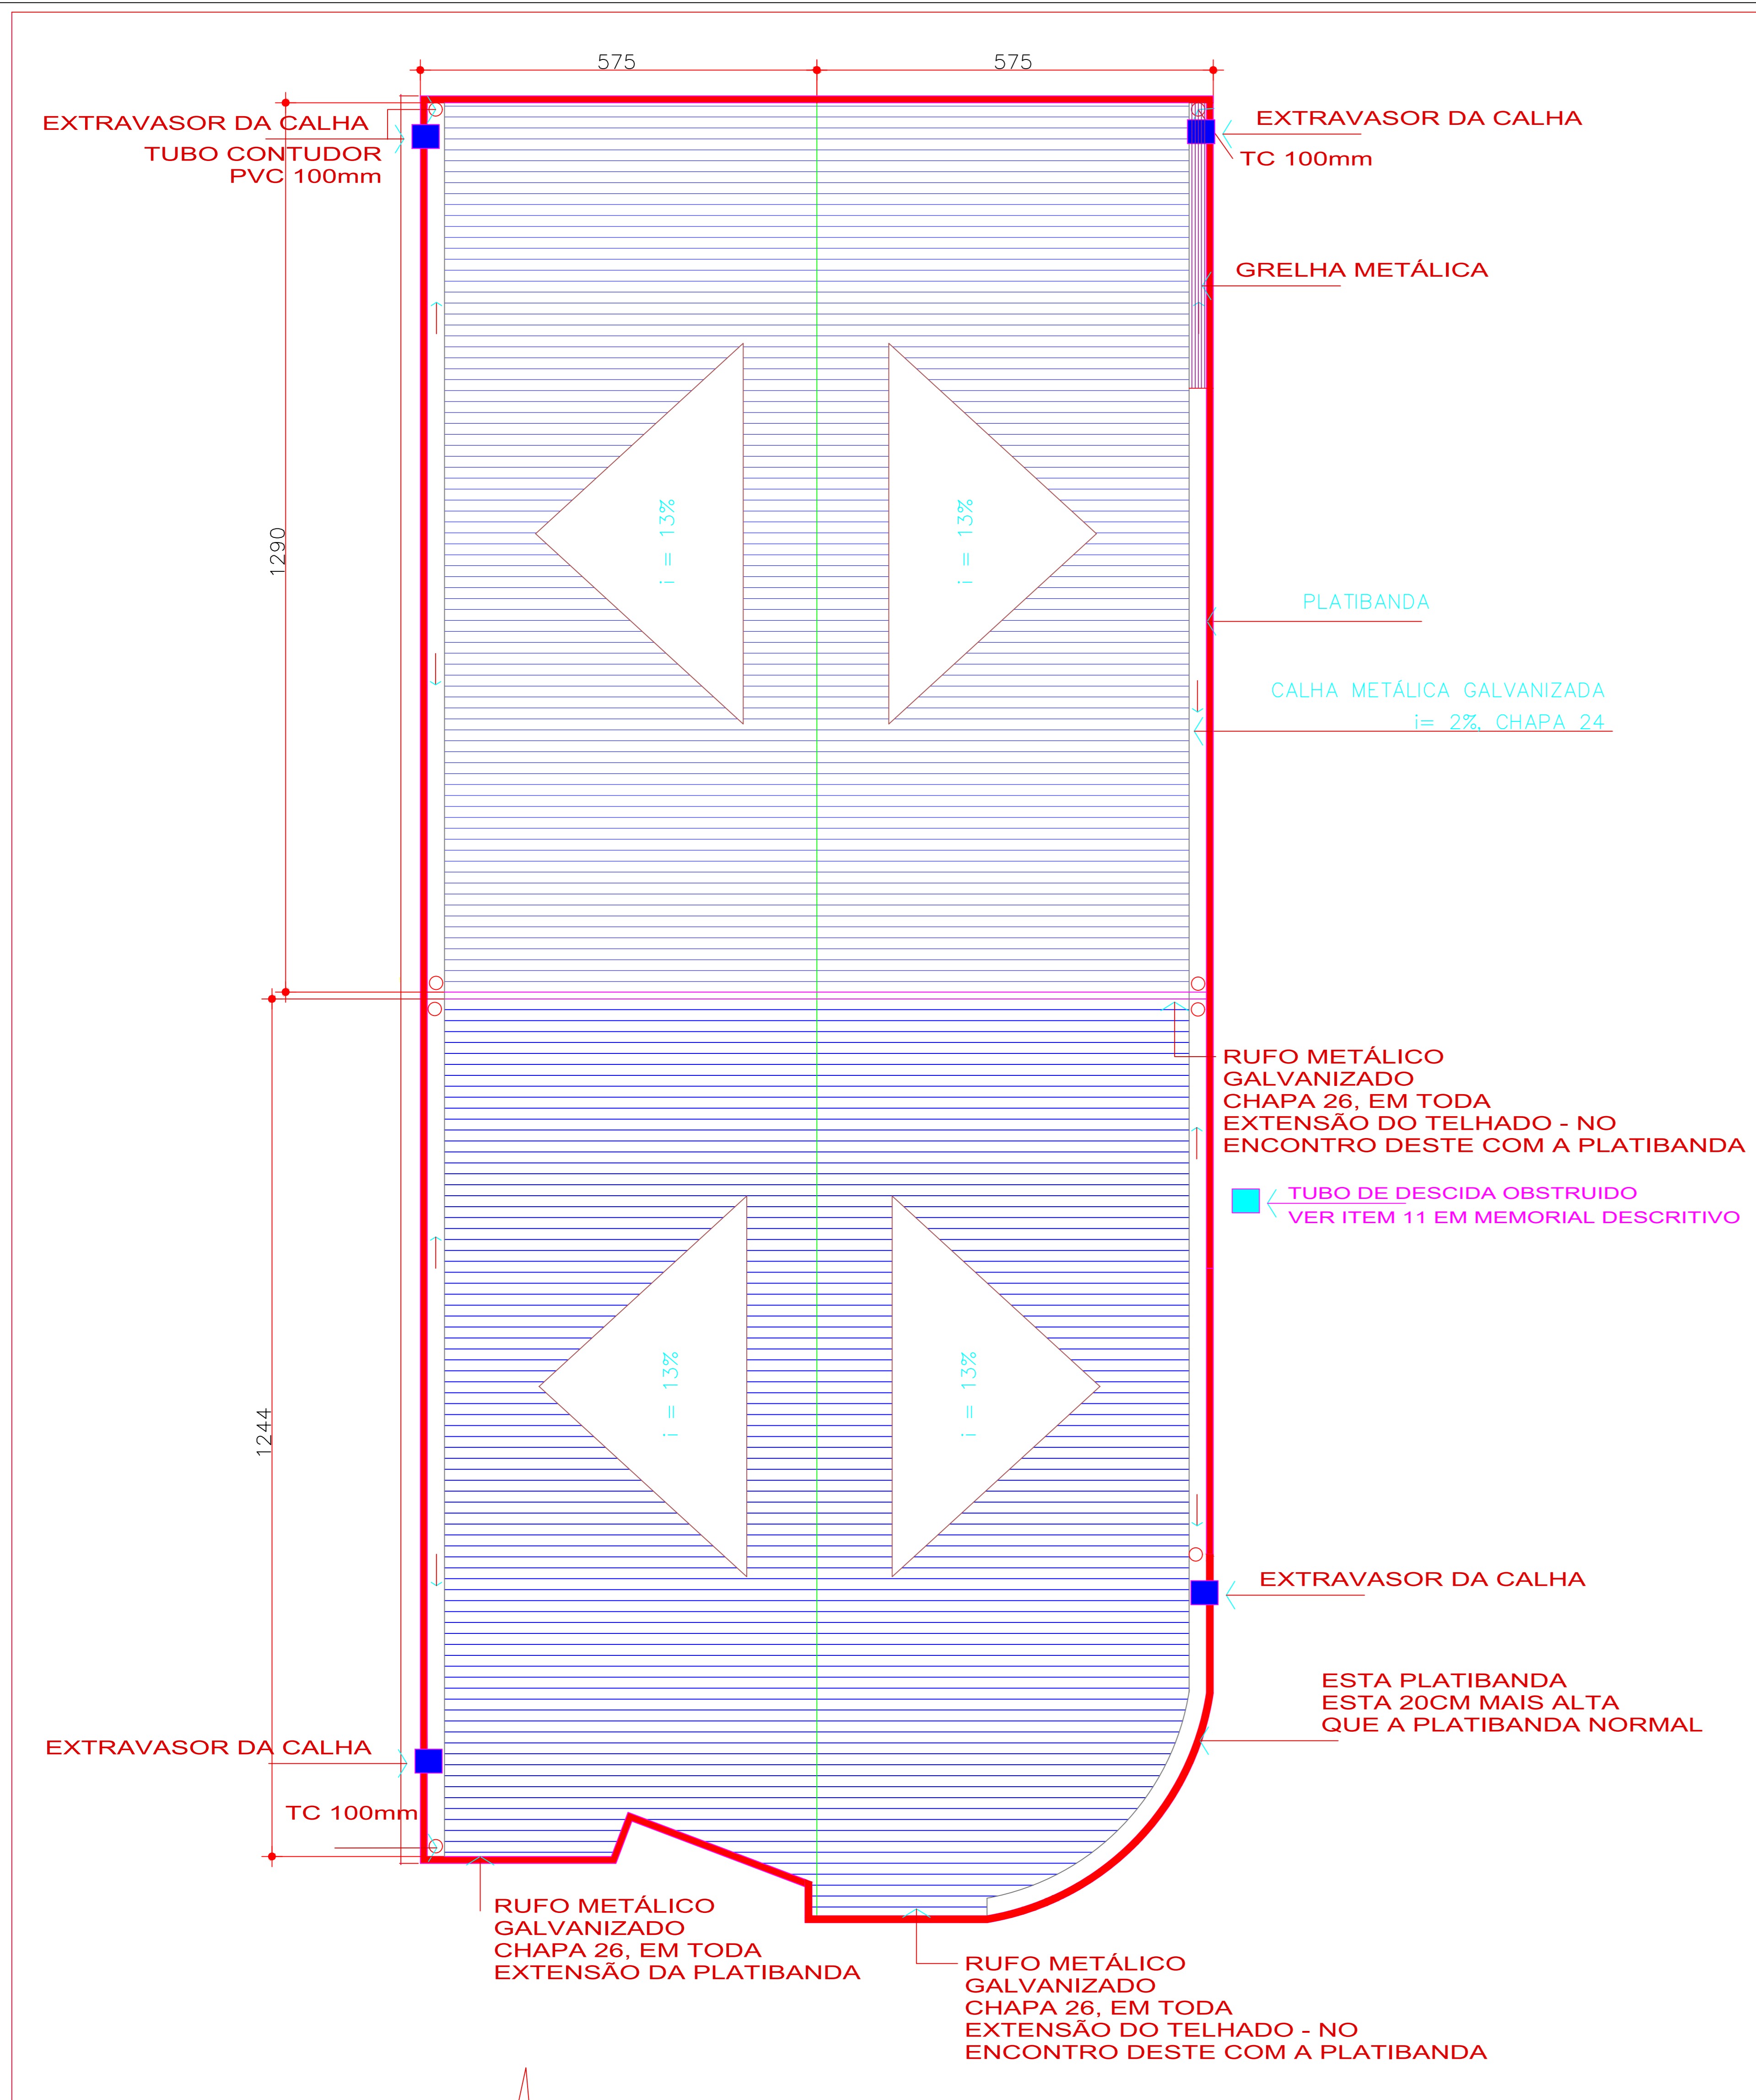 575
575
EXTRAVASOR DA CALHA
TUBO CONTUDOR
PVC 100mm
EXTRAVASOR DA CALHA
TC 100mm
GRELHA METÁLICA
i = 13%
i = 13%
1290
PLATIBANDA
CALHA METÁLICA GALVANIZADA
i= 2%, CHAPA 24
RUFO METÁLICO
GALVANIZADO
CHAPA 26, EM TODA
EXTENSÃO DO TELHADO - NO
ENCONTRO DESTE COM A PLATIBANDA
TUBO DE DESCIDA OBSTRUIDO
VER ITEM 11 EM MEMORIAL DESCRITIVO
i = 13%
i = 13%
1244
EXTRAVASOR DA CALHA
ESTA PLATIBANDA
ESTA 20CM MAIS ALTA
QUE A PLATIBANDA NORMAL
EXTRAVASOR DA CALHA
TC 100mm
RUFO METÁLICO
GALVANIZADO
CHAPA 26, EM TODA
EXTENSÃO DA PLATIBANDA
RUFO METÁLICO
GALVANIZADO
CHAPA 26, EM TODA
EXTENSÃO DO TELHADO - NO
ENCONTRO DESTE COM A PLATIBANDA